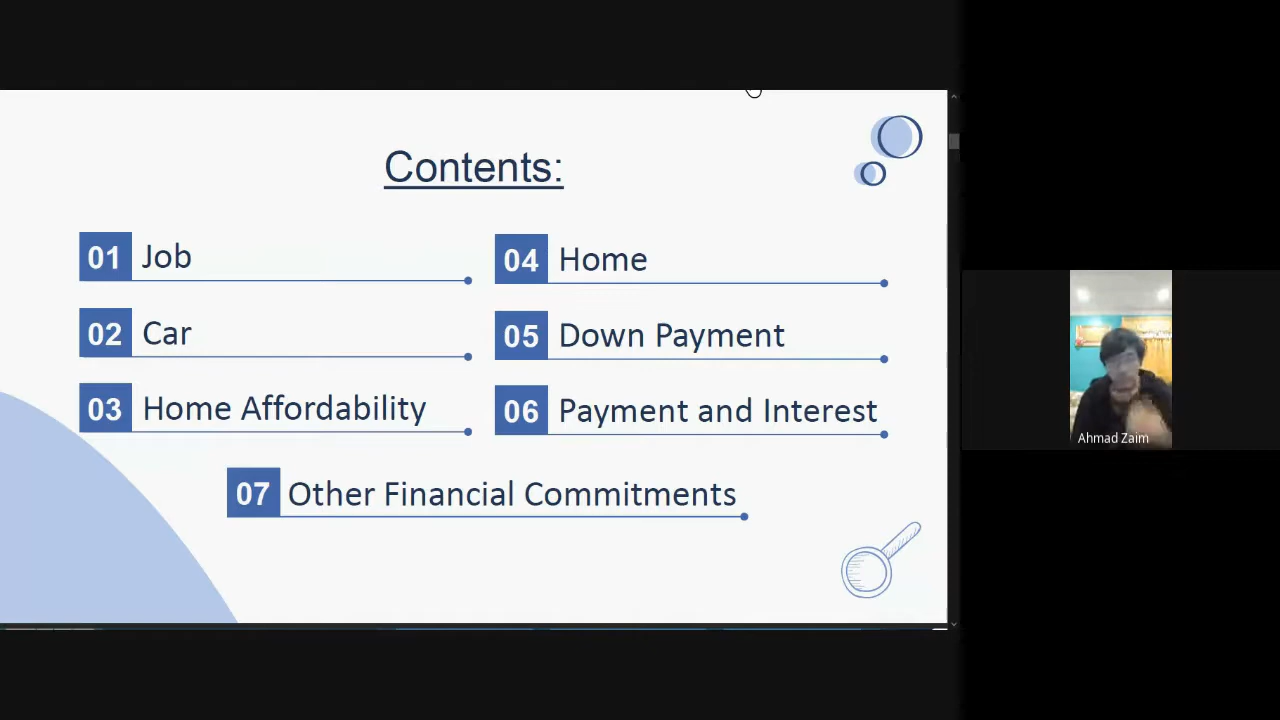 Contents:
01 Job
02 Car
03 Home Affordability
04 Home
05 Down Payment
06 Payment and Interest
07 Other Financial Commitments
Ahmad Zaim